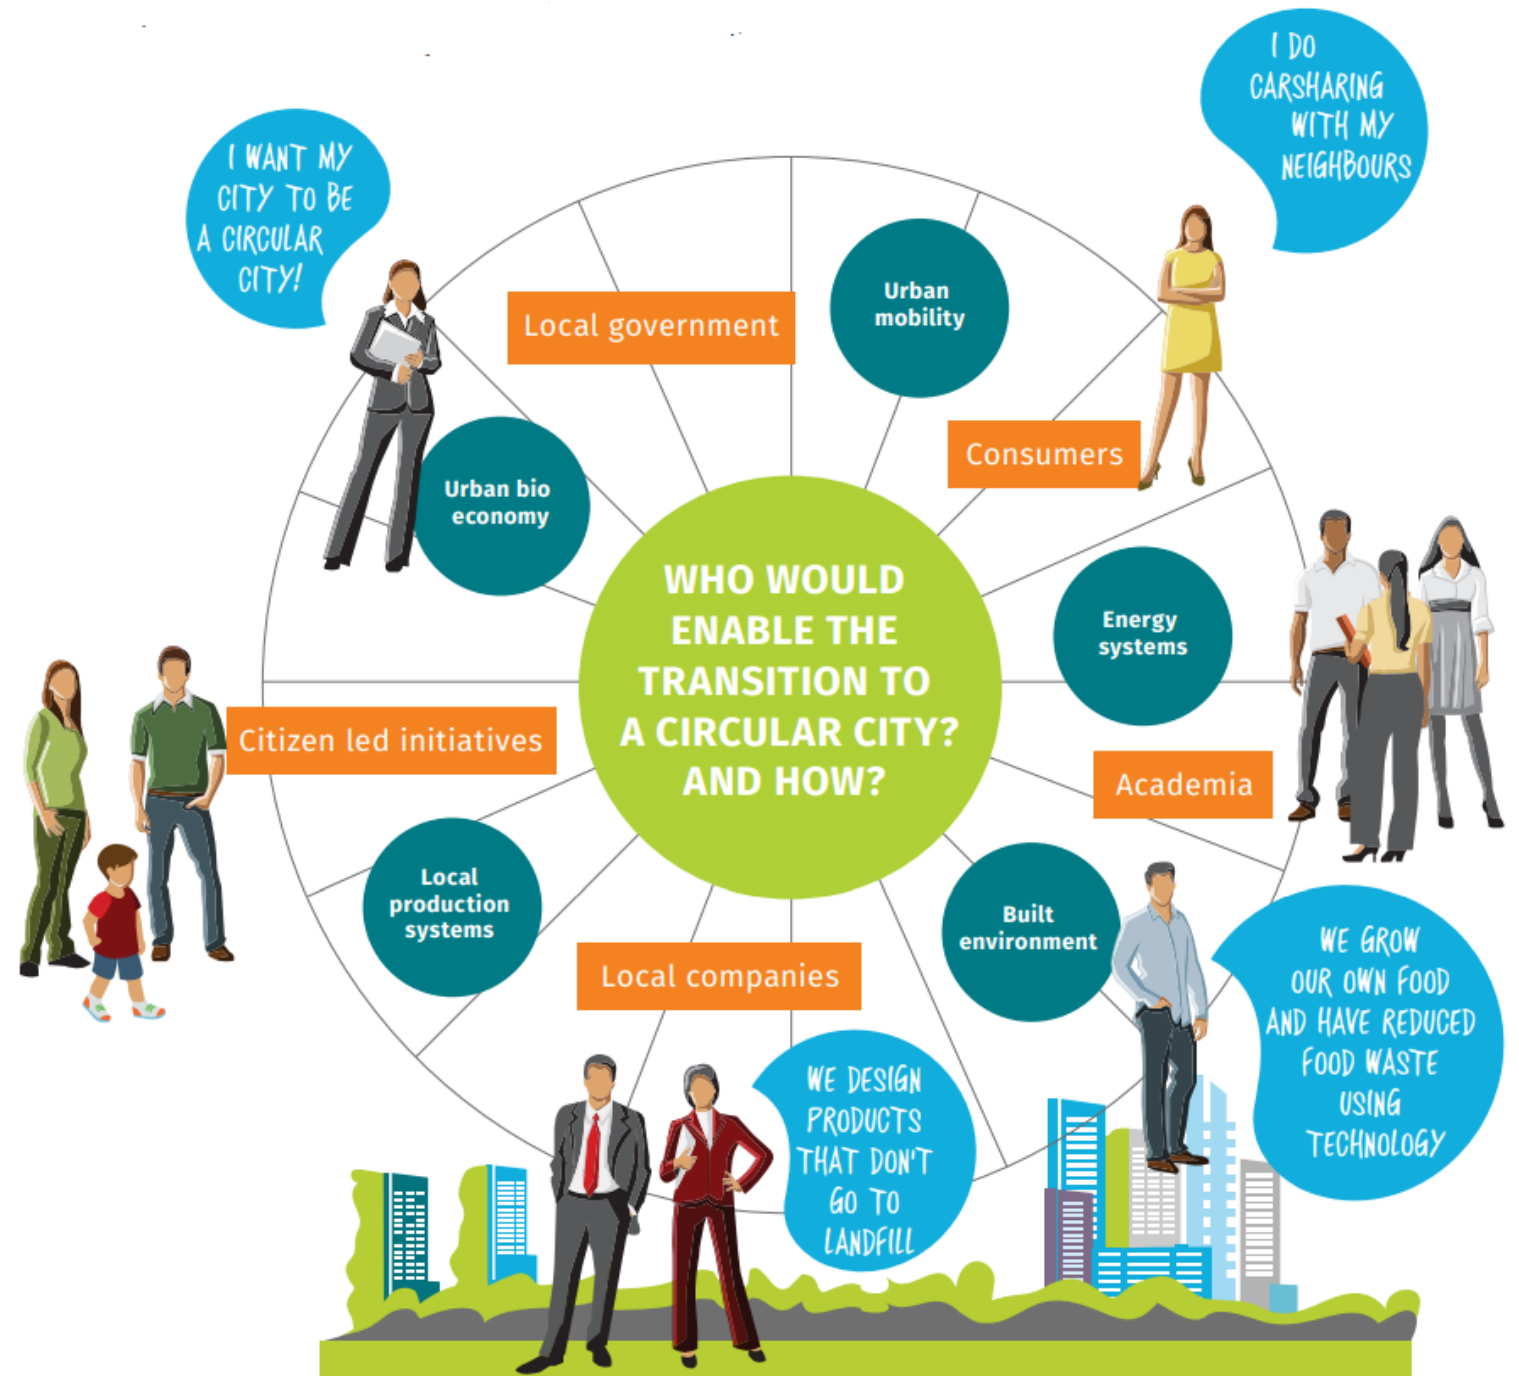 I DO
CARSHARING
WITH MY
NEIGHBOURS
I WANT MY
CITY TO BE
A CIRCULAR
CITY!
Local government
Urban
mobility
Consumers
Urban bio
economy
WHO WOULD
ENABLE THE
TRANSITION TO
A CIRCULAR CITY?
AND HOW?
Energy
systems
Citizen led initiatives
Academia
Local
production
systems
Built
environment
Local companies
WE GROW
OUR OWN FOOD
AND HAVE REDUCED
FOOD WASTE
USING
TECHNOLOGY
WE DESIGN
PRODUCTS
THAT DON'T
GO TO
LANDFILL